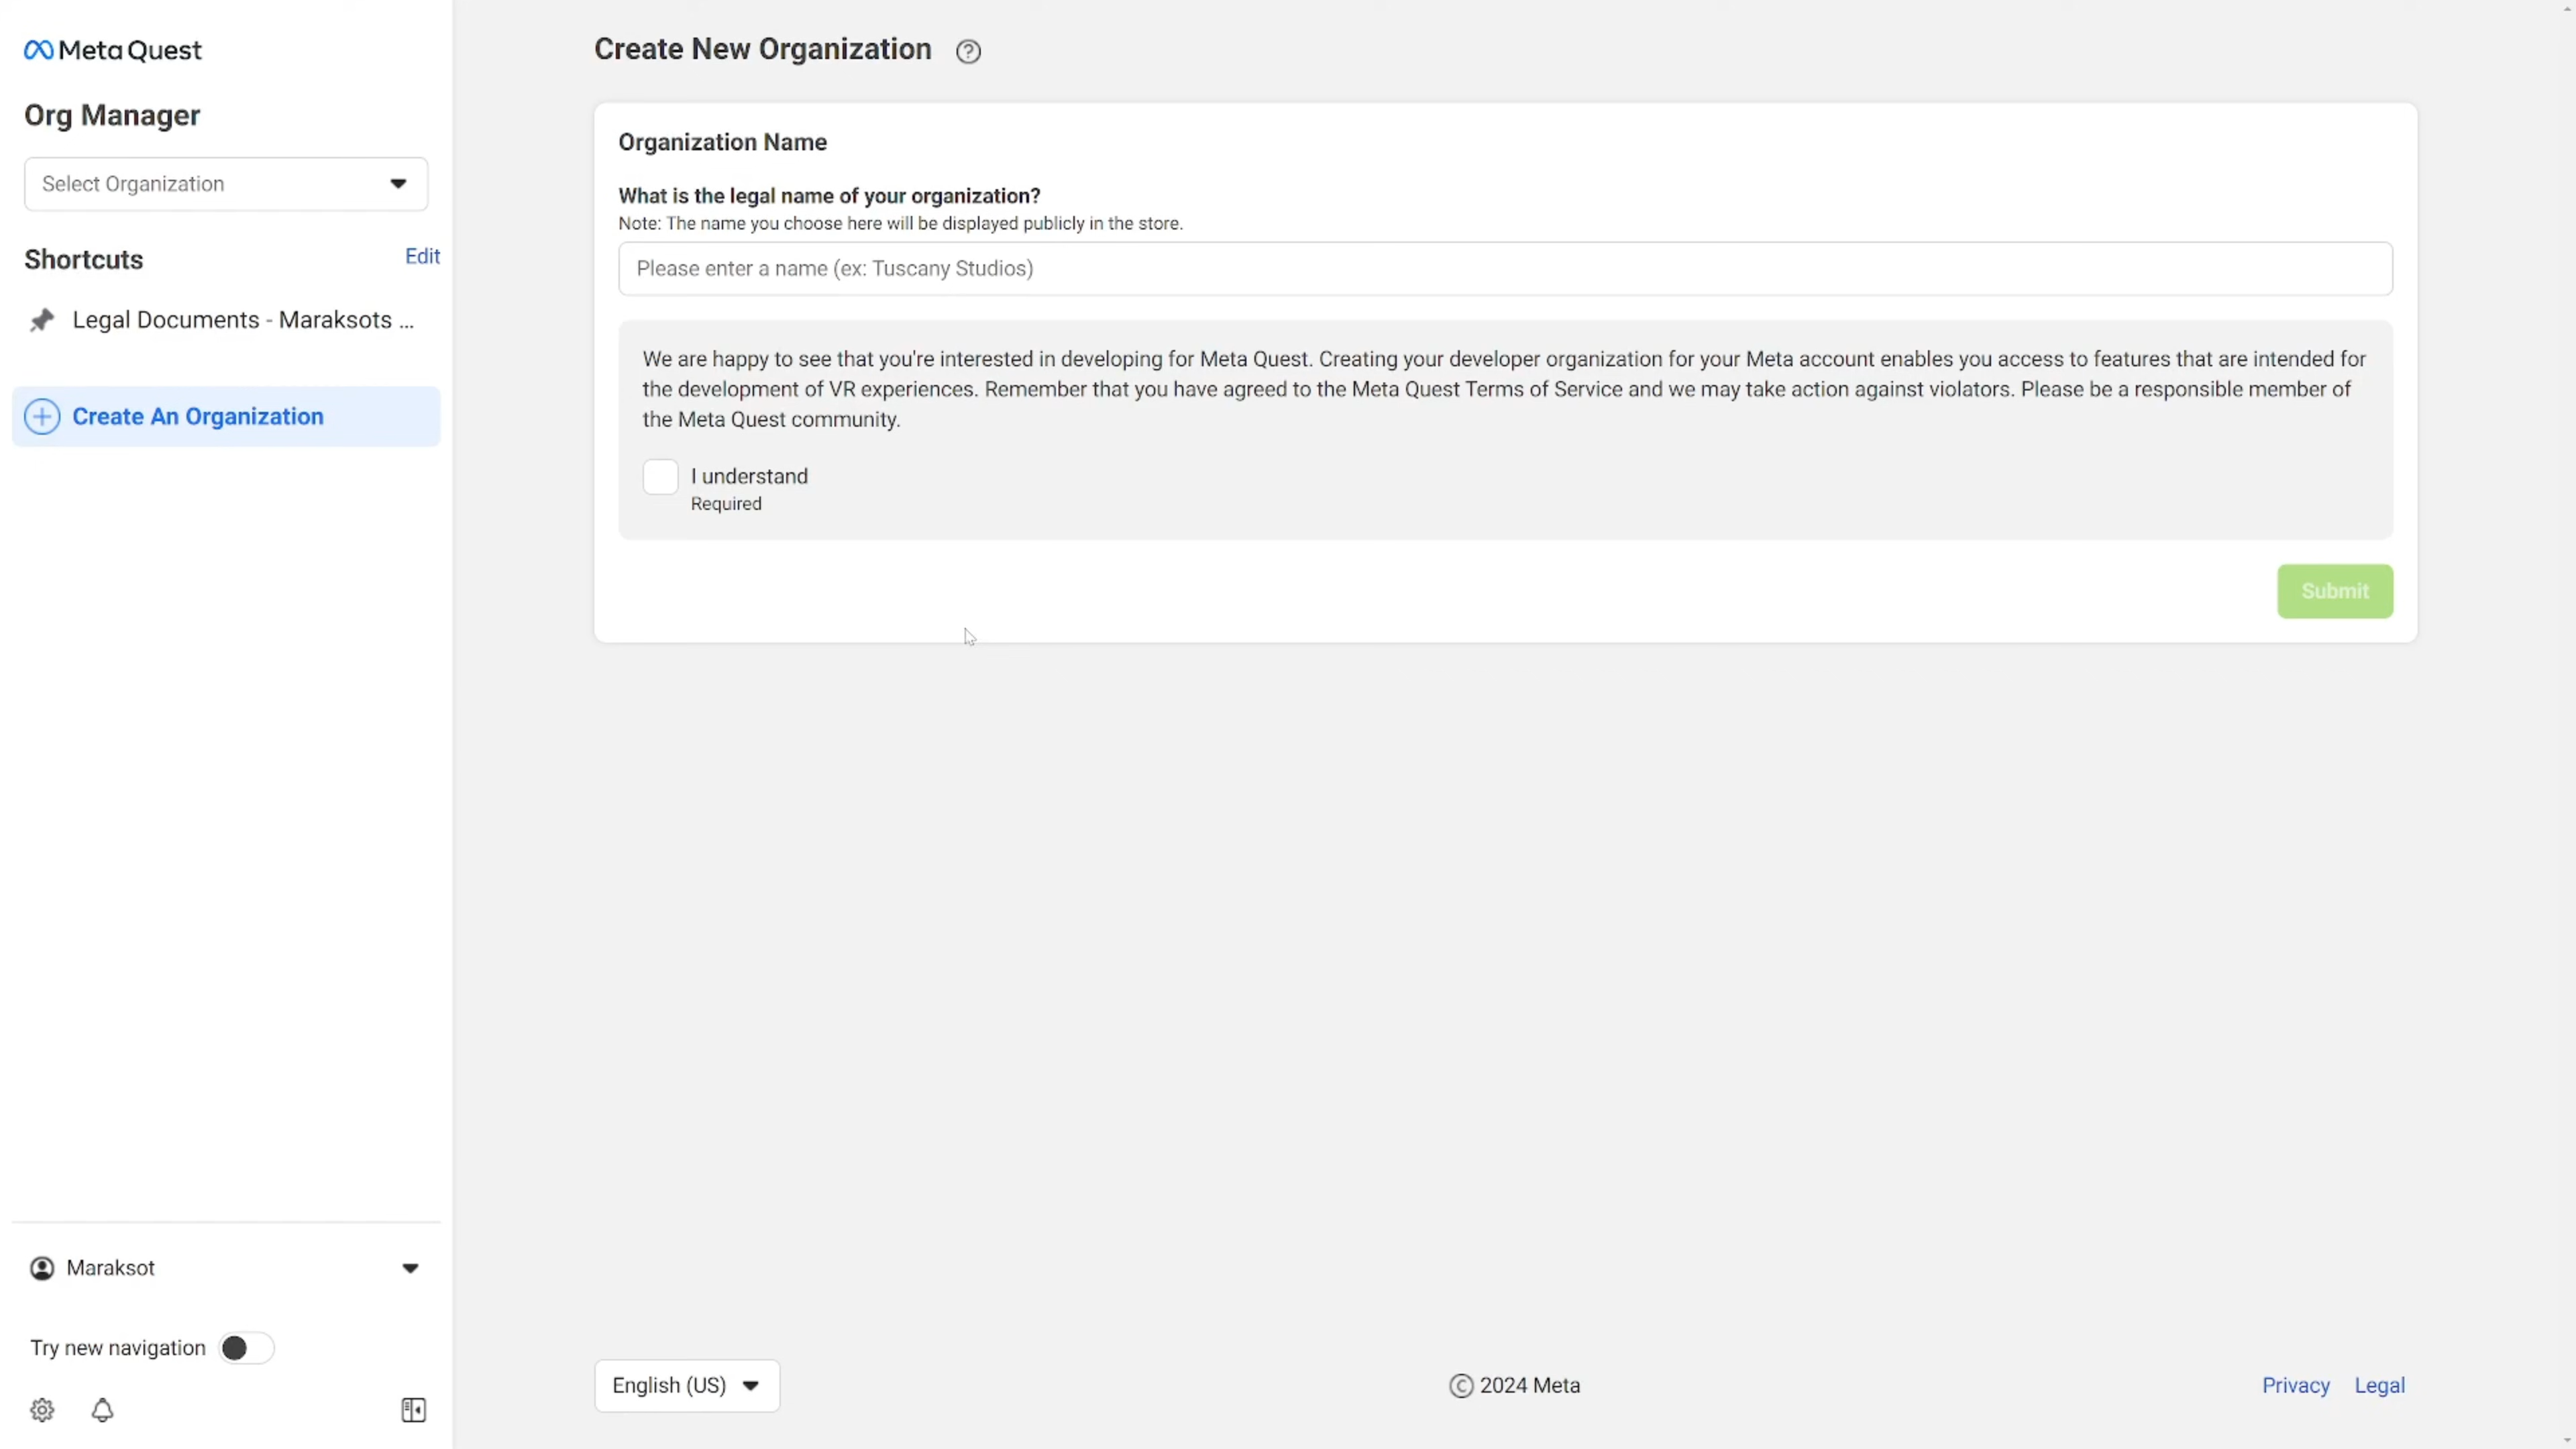 Meta Quest
Org Manager
Select Organization
Shortcuts
Edit
Legal Documents - Maraksots ...
Create An Organization
Maraksot
Try new navigation
Create New Organization
Organization Name
What is the legal name of your organization?
Note: The name you choose here will be displayed publicly in the store.
Please enter a name (ex: Tuscany Studios)
We are happy to see that you're interested in developing for Meta Quest. Creating your developer organization for your Meta account enables you access to features that are intended for
the development of VR experiences. Remember that you have agreed to the Meta Quest Terms of Service and we may take action against violators. Please be a responsible member of
the Meta Quest community.
I understand
Required
Submit
English (US)
© 2024 Meta
Privacy
Legal